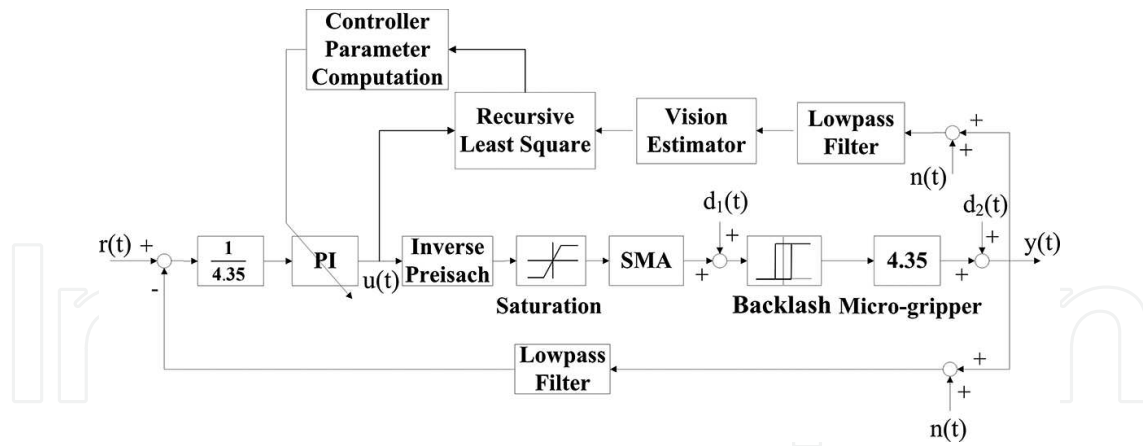 Controller
Parameter
Computation
Recursive
Least Square
Vision
Estimator
Lowpass
Filter
+
+
n(t)
d₁(t)
d₂(t)
r(t)
+
-
1
4.35
PI
u(t)
Inverse
Preisach
Saturation
SMA
+
+
Backlash
4.35
Micro-gripper
+
+
y(t)
Lowpass
Filter
+
+
n(t)